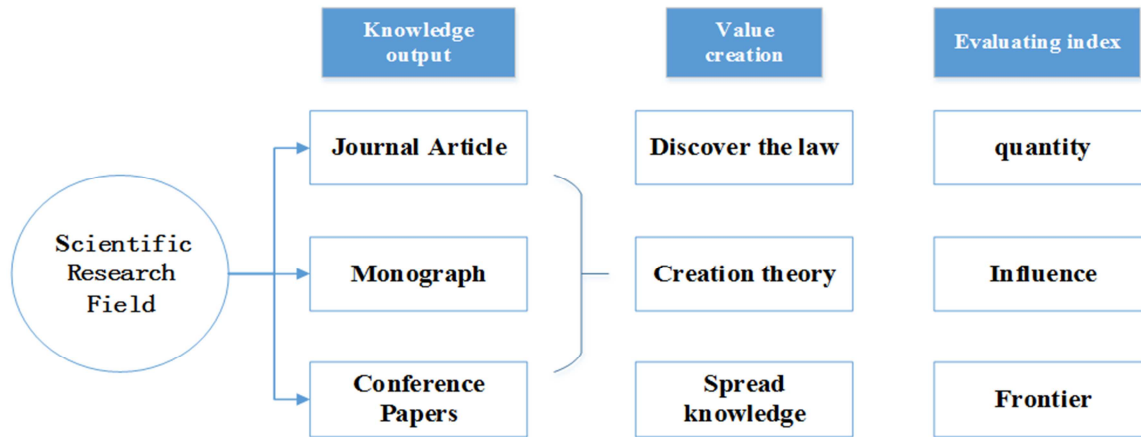 Knowledge
output
Value
creation
Evaluating index
Scientific
Research
Field
Journal Article
Discover the law
quantity
Monograph
Creation theory
Influence
Conference
Papers
Spread
knowledge
Frontier